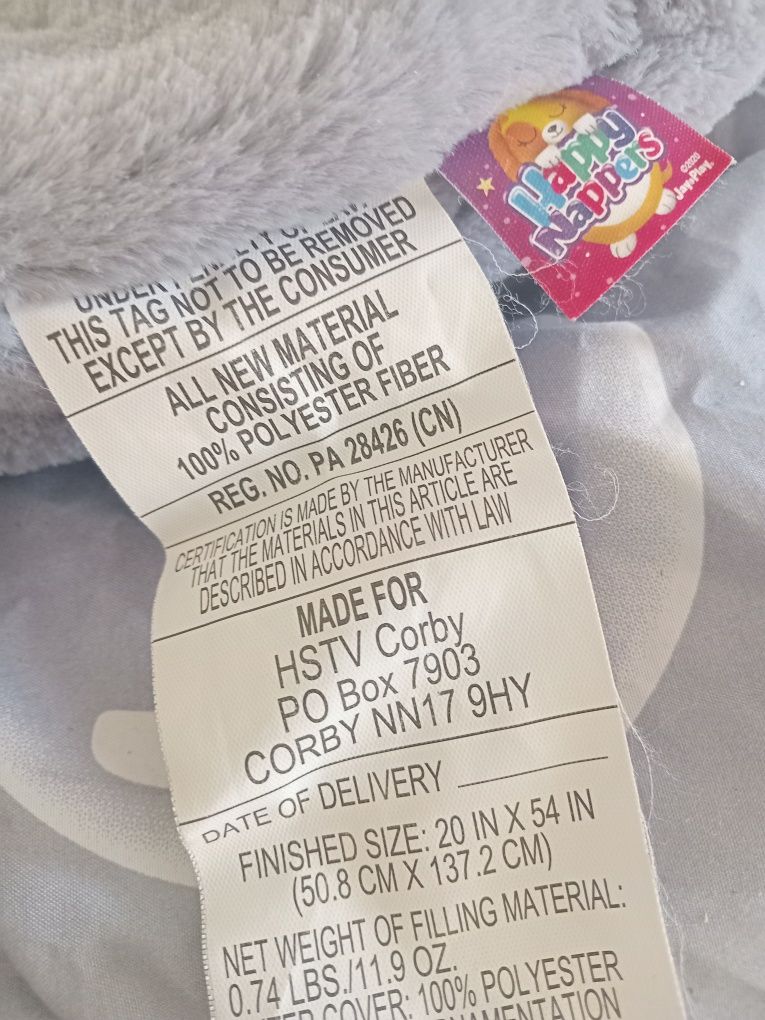 Happy
Nappers
©2020
Jay@Play
THIS TAG NOT TO BE REMOVED
EXCEPT BY THE CONSUMER
ALL NEW MATERIAL
CONSISTING OF
100% POLYESTER FIBER
REG. NO. PA 28426 (CN)
CERTIFICATION IS MADE BY THE MANUFACTURER
THAT THE MATERIALS IN THIS ARTICLE ARE
DESCRIBED IN ACCORDANCE WITH LAW
MADE FOR
HSTV Corby
PO Box 7903
CORBY NN17 9HY
DATE OF DELIVERY
FINISHED SIZE: 20 IN X 54 IN
(50.8 CM X 137.2 CM)
NET WEIGHT OF FILLING MATERIAL:
0.74 LBS./11.9 OZ.
COVER: 100% POLYESTER